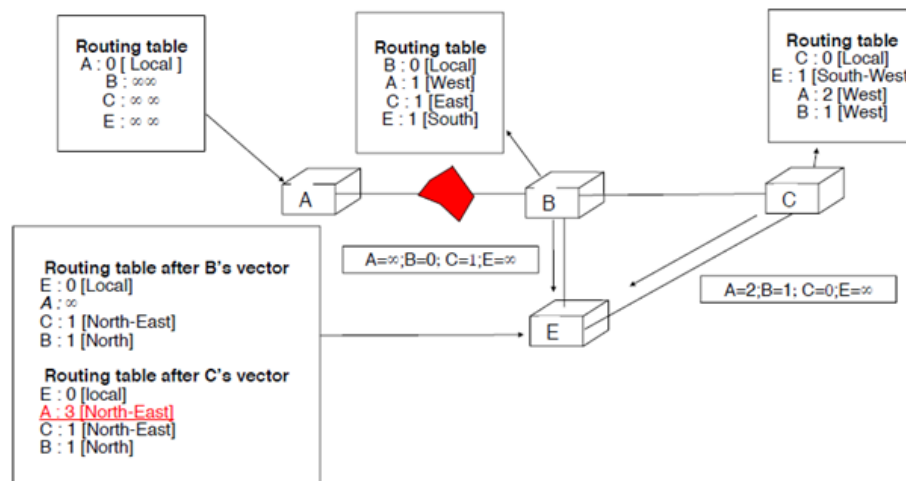 Routing table
A : 0 [ Local ]
B : ∞∞
C : ∞ ∞
E : ∞ ∞
Routing table
B : 0 [Local]
A : 1 [West]
C : 1 [East]
E : 1 [South]
Routing table
C : 0 [Local]
E : 1 [South-West]
A : 2 [West]
B : 1 [West]
A
B
C
A=∞;B=0; C=1;E=∞
A=2;B=1; C=0;E=∞
E
Routing table after B's vector
E : 0 [Local]
A : ∞
C : 1 [North-East]
B : 1 [North]
Routing table after C's vector
E : 0 [local]
A : 3 [North-East]
C : 1 [North-East]
B : 1 [North]